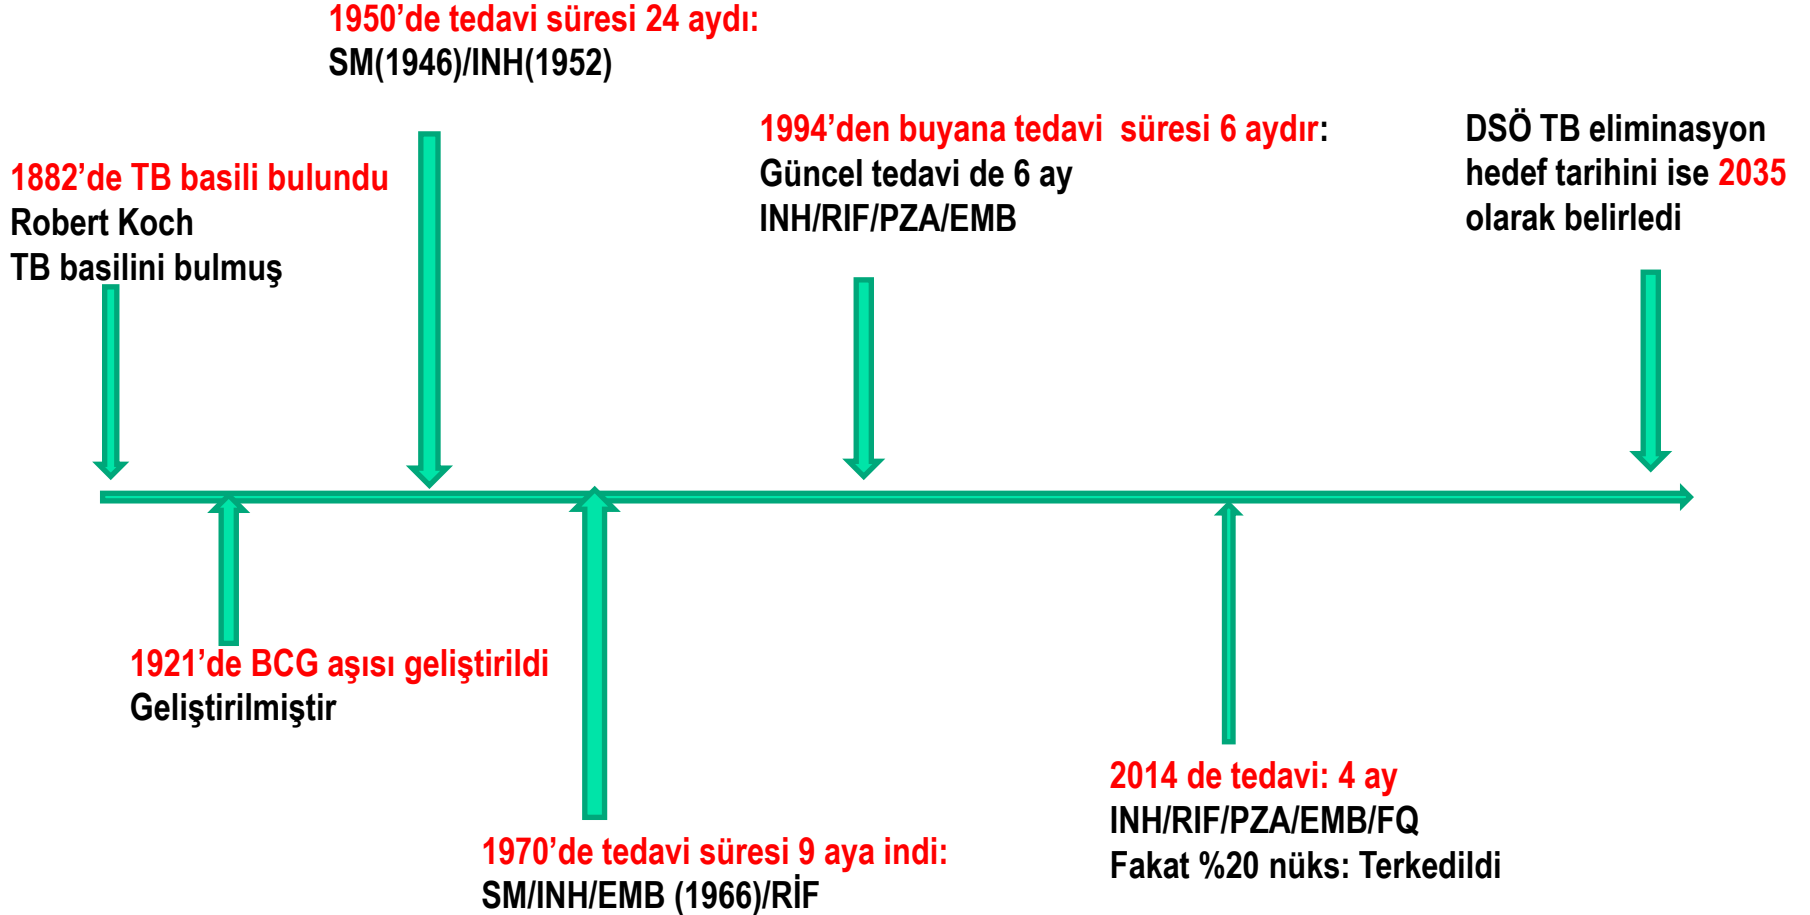 1950’de tedavi süresi 24 aydı:
SM(1946)/INH(1952)
1882’de TB basili bulundu
Robert Koch
TB basilini bulmuş
1994’den buyana tedavi  süresi 6 aydır:
Güncel tedavi de 6 ay
INH/RIF/PZA/EMB
DSÖ TB eliminasyon
hedef tarihini ise 2035
olarak belirledi
1921’de BCG aşısı geliştirildi
Geliştirilmiştir
1970’de tedavi süresi 9 aya indi:
SM/INH/EMB (1966)/RİF
2014 de tedavi: 4 ay
INH/RIF/PZA/EMB/FQ
Fakat %20 nüks: Terkedildi